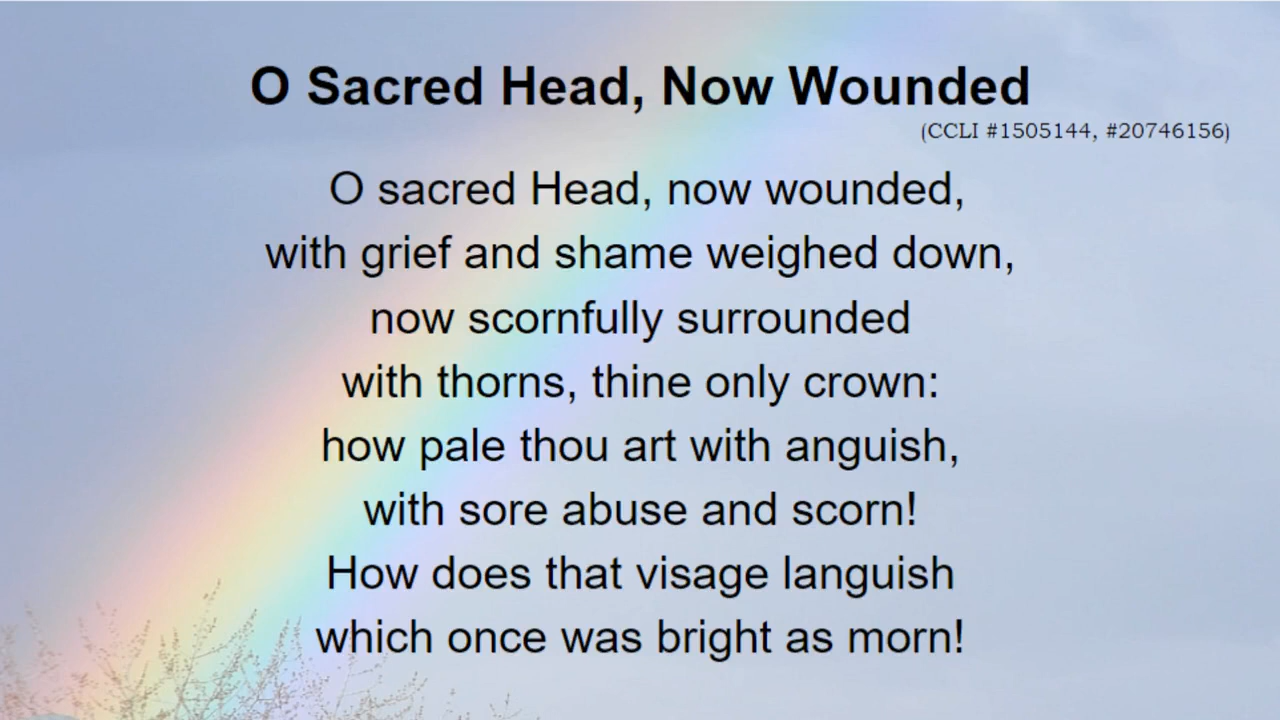 O Sacred Head, Now Wounded
(CCLI #1505144, #20746156)
O sacred Head, now wounded,
with grief and shame weighed down,
now scornfully surrounded
with thorns, thine only crown:
how pale thou art with anguish,
with sore abuse and scorn!
How does that visage languish
which once was bright as morn!